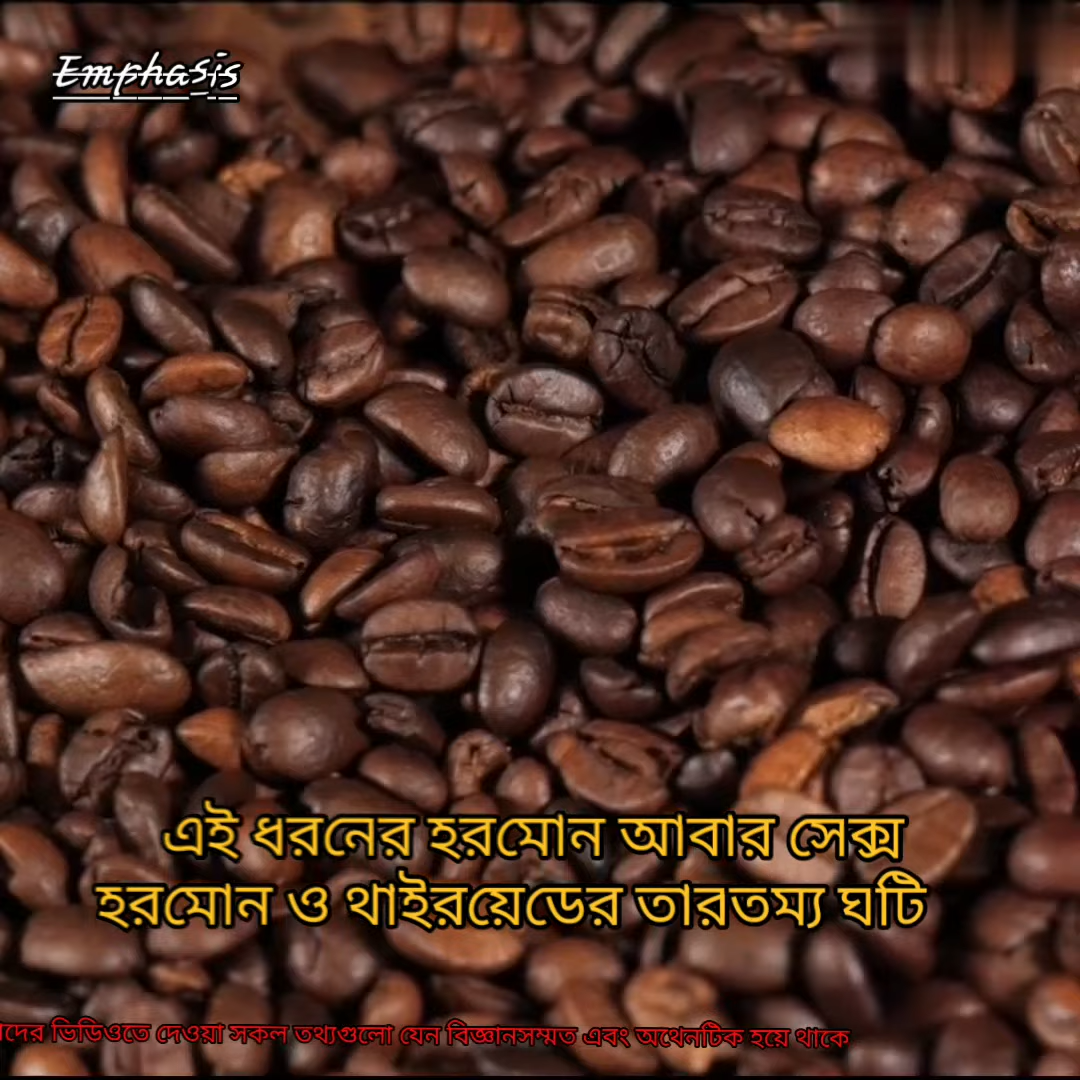 Emphasis
এই ধরনের হরমোন আবার সেক্স
হরমোন ও থাইরয়েডের তারতম্য ঘটি
দের ভিডিওতে দেওয়া সকল তথ্যগুলো যেন বিজ্ঞানসম্মত এবং অথেনটিক হয়ে থাকে